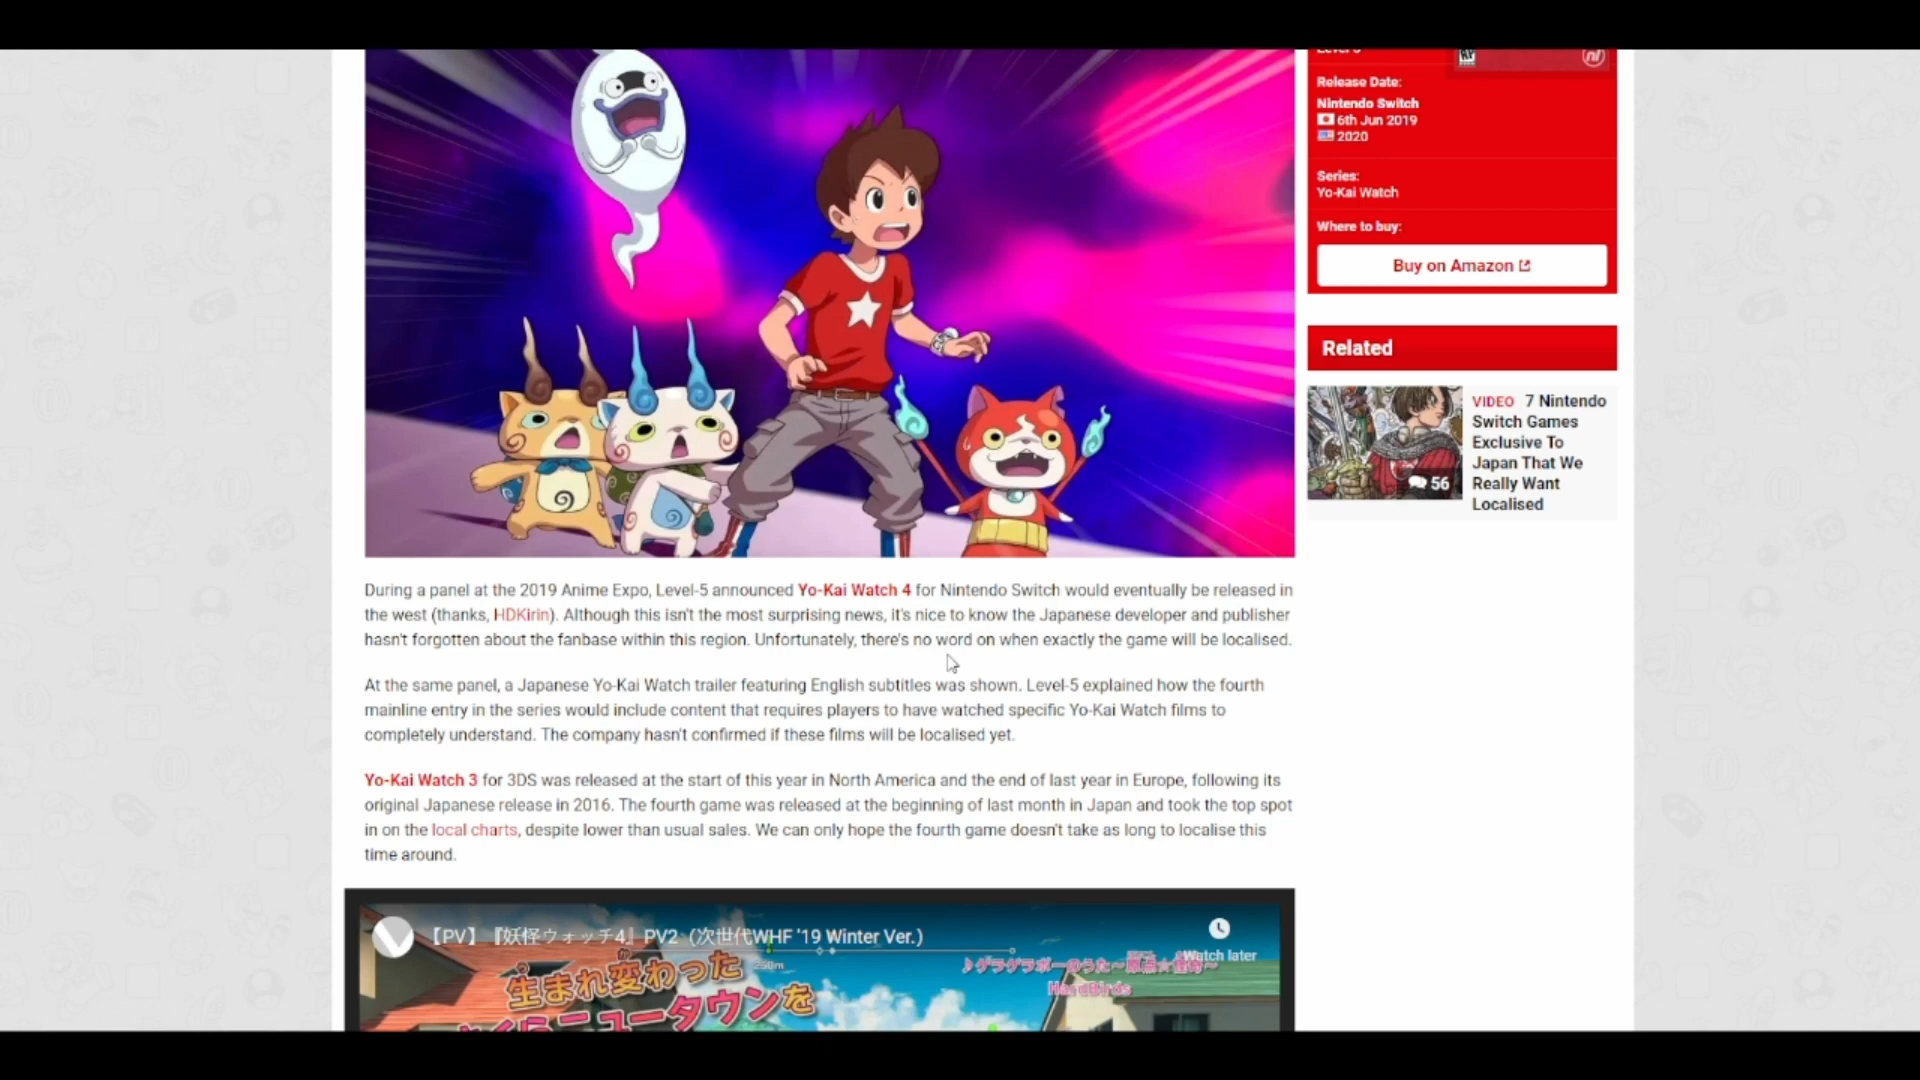 Release Date:
Nintendo Switch
6th Jun 2019
2020
Series:
Yo-Kai Watch
Where to buy:
Buy on Amazon
Related
VIDEO 7 Nintendo
Switch Games
Exclusive To
Japan That We
Really Want
Localised
56
During a panel at the 2019 Anime Expo, Level-5 announced Yo-Kai Watch 4 for Nintendo Switch would eventually be released in
the west (thanks, HDKirin). Although this isn't the most surprising news, it's nice to know the Japanese developer and publisher
hasn't forgotten about the fanbase within this region. Unfortunately, there's no word on when exactly the game will be localised.
At the same panel, a Japanese Yo-Kai Watch trailer featuring English subtitles was shown. Level-5 explained how the fourth
mainline entry in the series would include content that requires players to have watched specific Yo-Kai Watch films to
completely understand. The company hasn't confirmed if these films will be localised yet.
Yo-Kai Watch 3 for 3DS was released at the start of this year in North America and the end of last year in Europe, following its
original Japanese release in 2016. The fourth game was released at the beginning of last month in Japan and took the top spot
in on the local charts, despite lower than usual sales. We can only hope the fourth game doesn't take as long to localise this
time around.
【PV】『妖怪ウォッチ4』PV2（次世代WHF '19 Winter Ver.）
Watch later
250m
生まれ変わった
さくらニュータウンを
HardBirds